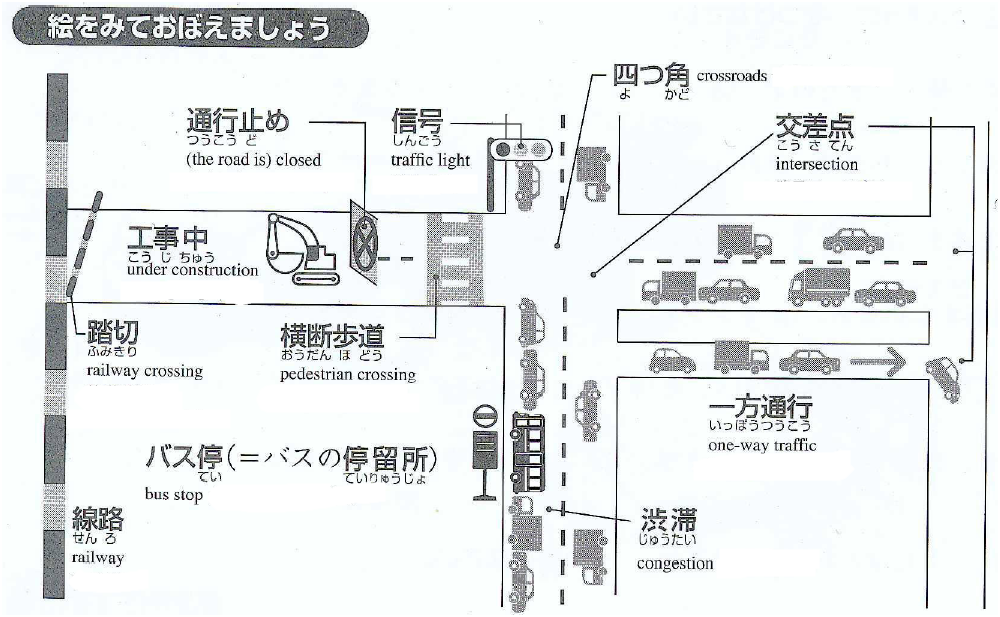 絵をみておぼえましょう
四つ角 crossroads
よ かど
通行止め
つうこう ど
(the road is) closed
信号
しんごう
traffic light
交差点
こう さ てん
intersection
工事中
こう じ ちゅう
under construction
踏切
ふみきり
railway crossing
横断歩道
おうだん ほ どう
pedestrian crossing
一方通行
いっぽうつうこう
one-way traffic
バス停(=バスの停留所)
てい ていりゅうじょ
bus stop
線路
せん ろ
railway
渋滞
じゅうたい
congestion